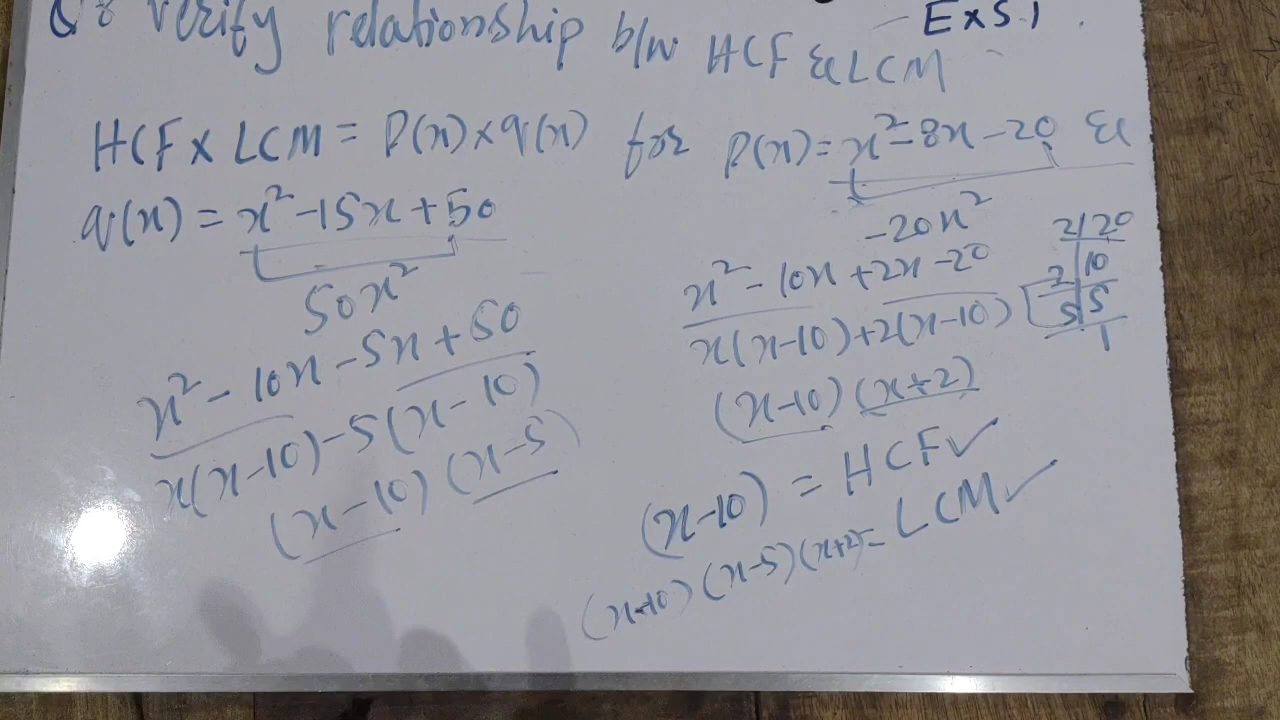 Q: Verify relationship b/w HCF & LCM
Ex 5.1
HCF x LCM = P(x) x q(x) for P(x) = x² - 8x - 20 &
q(x) = x² - 15x + 50
50x²
x² - 10x - 5x + 50
x(x-10) - 5(x-10)
(x-10) (x-5)
-20x²
x² - 10x + 2x - 20
x(x-10) + 2(x-10)
(x-10) (x+2)
2|20
2|10
5|5
1
(x-10) = HCF ✓
(x-10) (x-5) (x+2) = LCM ✓